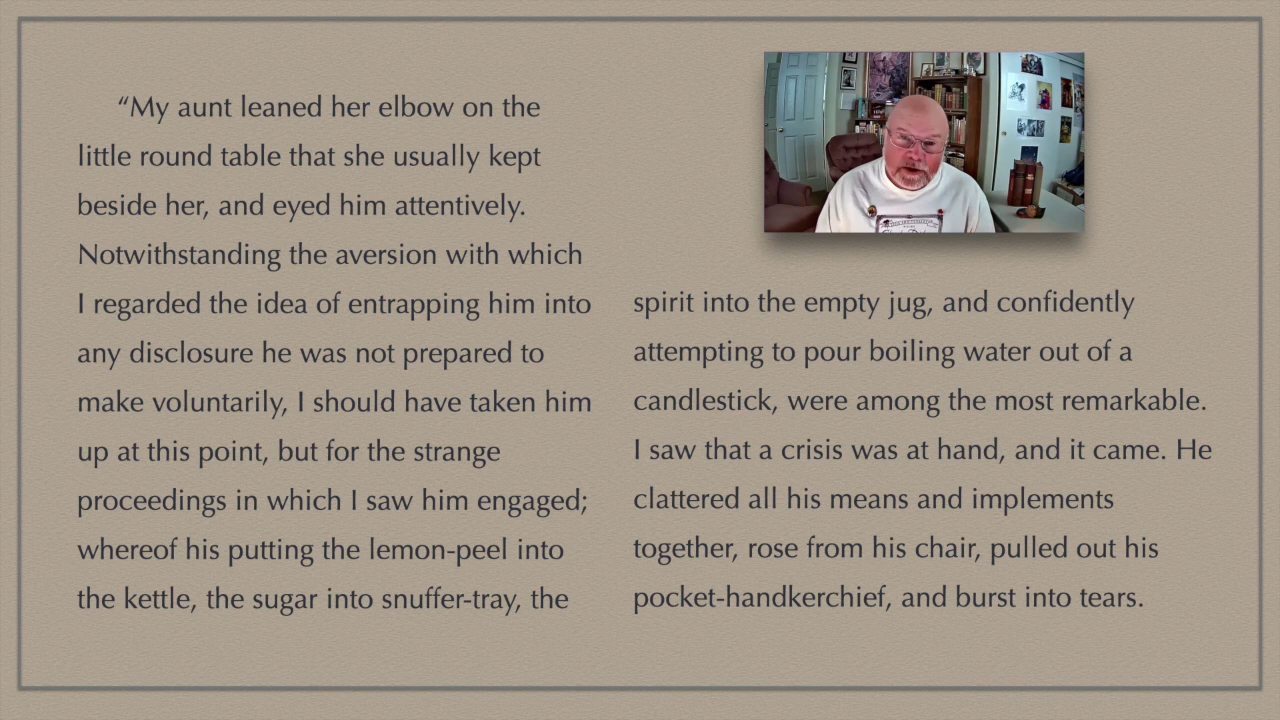 “My aunt leaned her elbow on the
little round table that she usually kept
beside her, and eyed him attentively.
Notwithstanding the aversion with which
I regarded the idea of entrapping him into
any disclosure he was not prepared to
make voluntarily, I should have taken him
up at this point, but for the strange
proceedings in which I saw him engaged;
whereof his putting the lemon-peel into
the kettle, the sugar into snuffer-tray, the
spirit into the empty jug, and confidently
attempting to pour boiling water out of a
candlestick, were among the most remarkable.
I saw that a crisis was at hand, and it came. He
clattered all his means and implements
together, rose from his chair, pulled out his
pocket-handkerchief, and burst into tears.